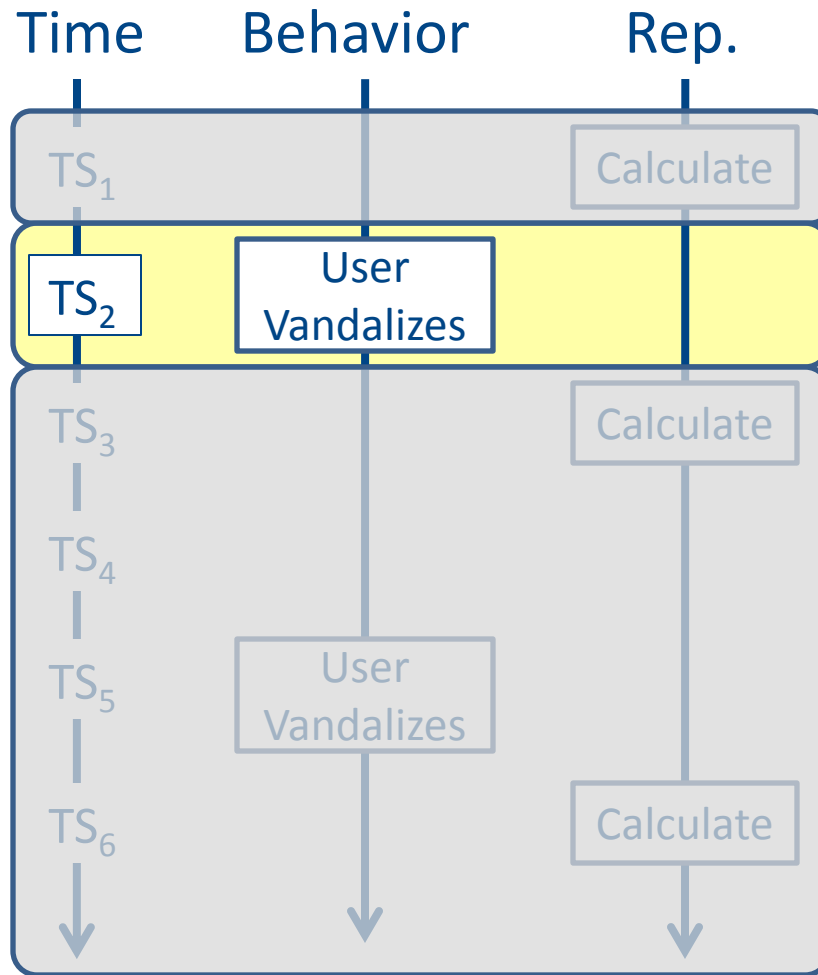 Time Behavior Rep.
TS₁ Calculate
User
TS₂
Vandalizes
TS₃ Calculate
TS₄
User
TS₅
Vandalizes
TS₆ Calculate